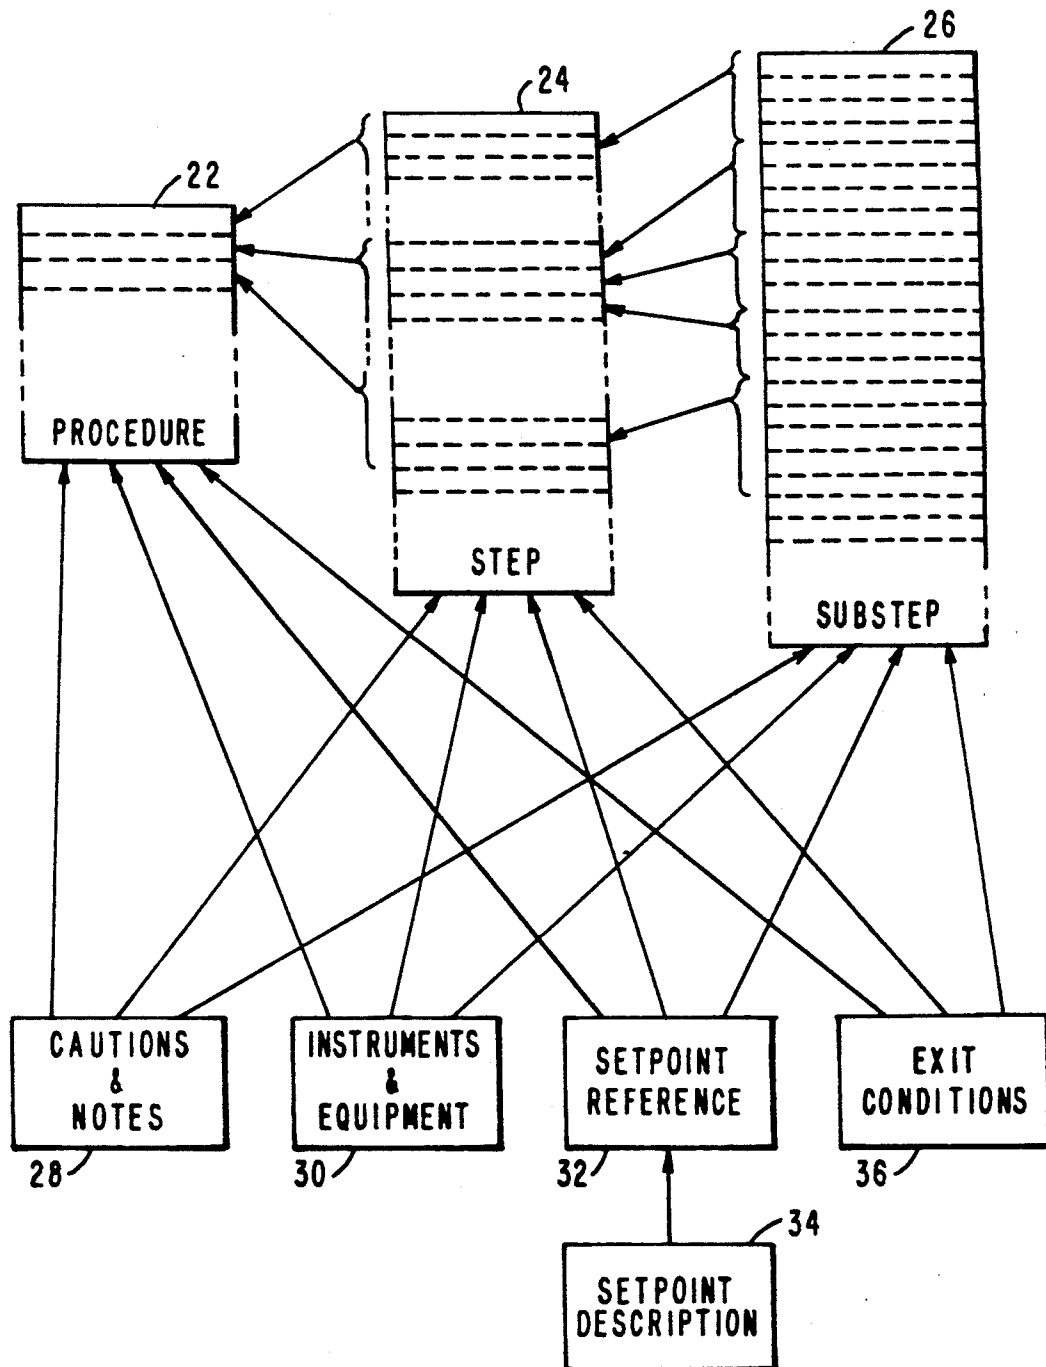 26
24
22
PROCEDURE
STEP
SUBSTEP
CAUTIONS
&
NOTES
INSTRUMENTS
&
EQUIPMENT
SETPOINT
REFERENCE
EXIT
CONDITIONS
28
30
32
36
34
SETPOINT
DESCRIPTION